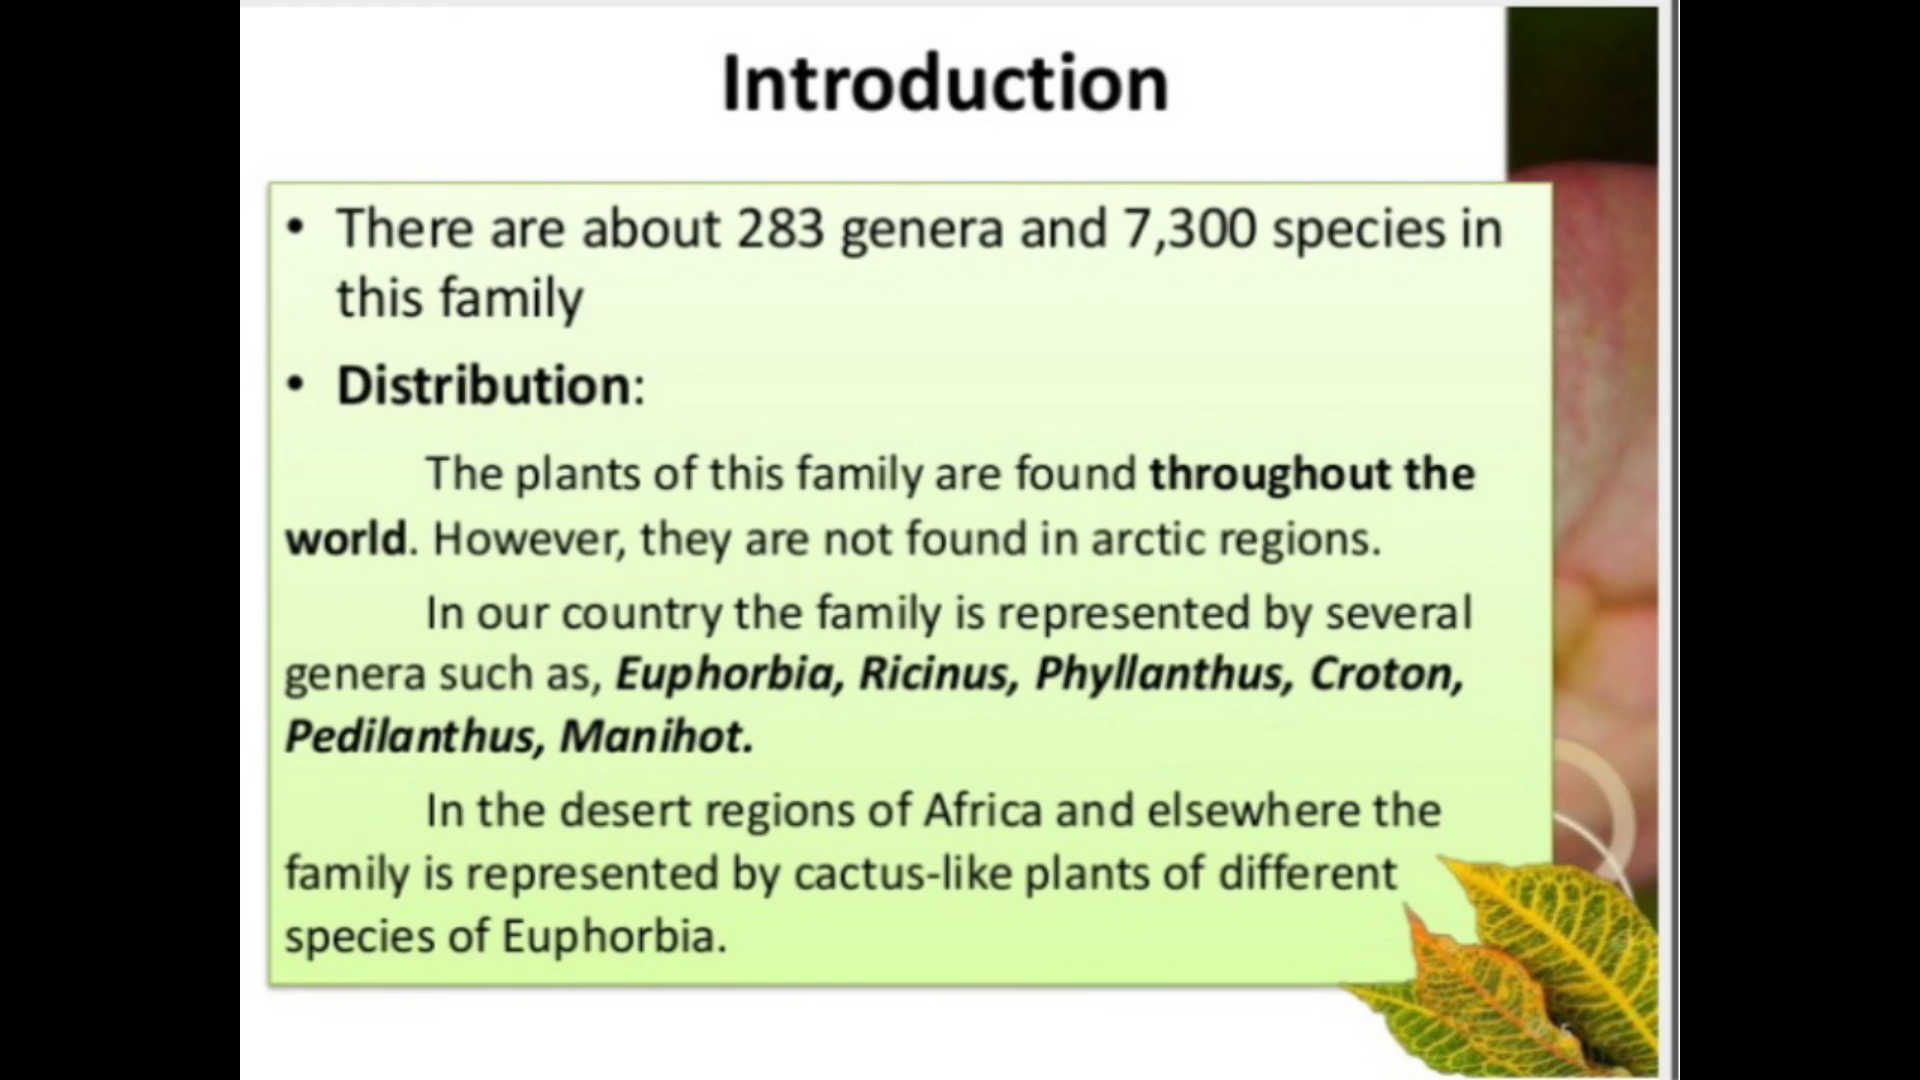 Introduction
• There are about 283 genera and 7,300 species in
this family
• Distribution:
The plants of this family are found throughout the
world. However, they are not found in arctic regions.
In our country the family is represented by several
genera such as, Euphorbia, Ricinus, Phyllanthus, Croton,
Pedilanthus, Manihot.
In the desert regions of Africa and elsewhere the
family is represented by cactus-like plants of different
species of Euphorbia.